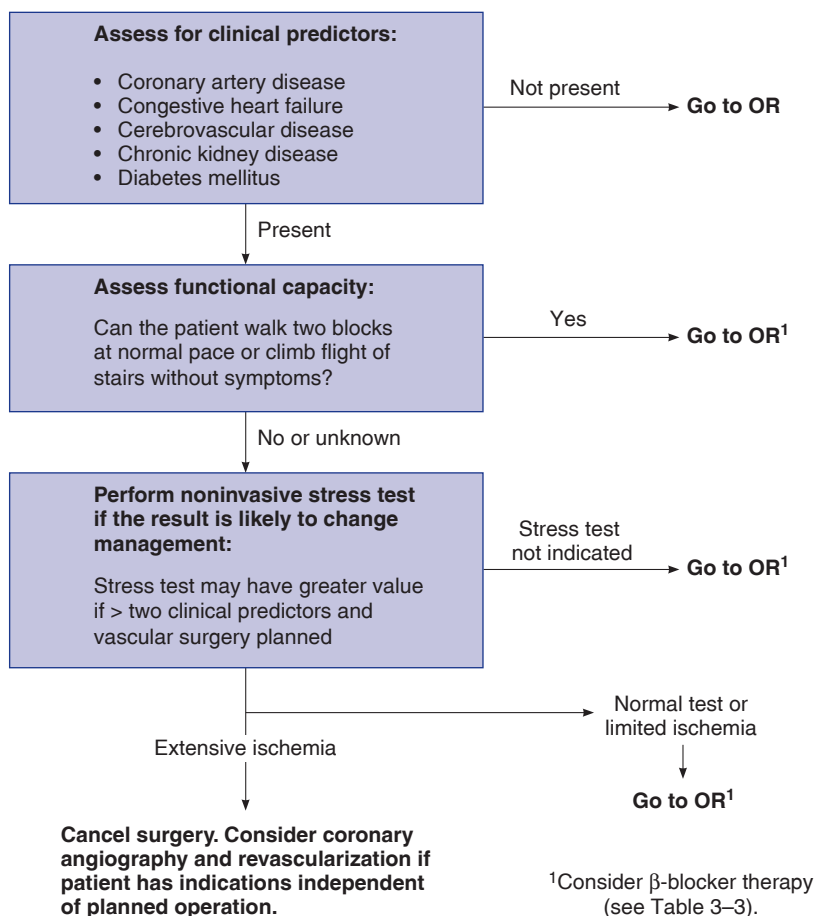 Assess for clinical predictors:
• Coronary artery disease
• Congestive heart failure
• Cerebrovascular disease
• Chronic kidney disease
• Diabetes mellitus
Not present
Go to OR
Present
Assess functional capacity:
Can the patient walk two blocks
at normal pace or climb flight of
stairs without symptoms?
Yes
Go to OR¹
No or unknown
Perform noninvasive stress test
if the result is likely to change
management:
Stress test may have greater value
if > two clinical predictors and
vascular surgery planned
Stress test
not indicated
Go to OR¹
Normal test or
limited ischemia
Go to OR¹
Extensive ischemia
Cancel surgery. Consider coronary
angiography and revascularization if
patient has indications independent
of planned operation.
¹Consider β-blocker therapy
(see Table 3–3).